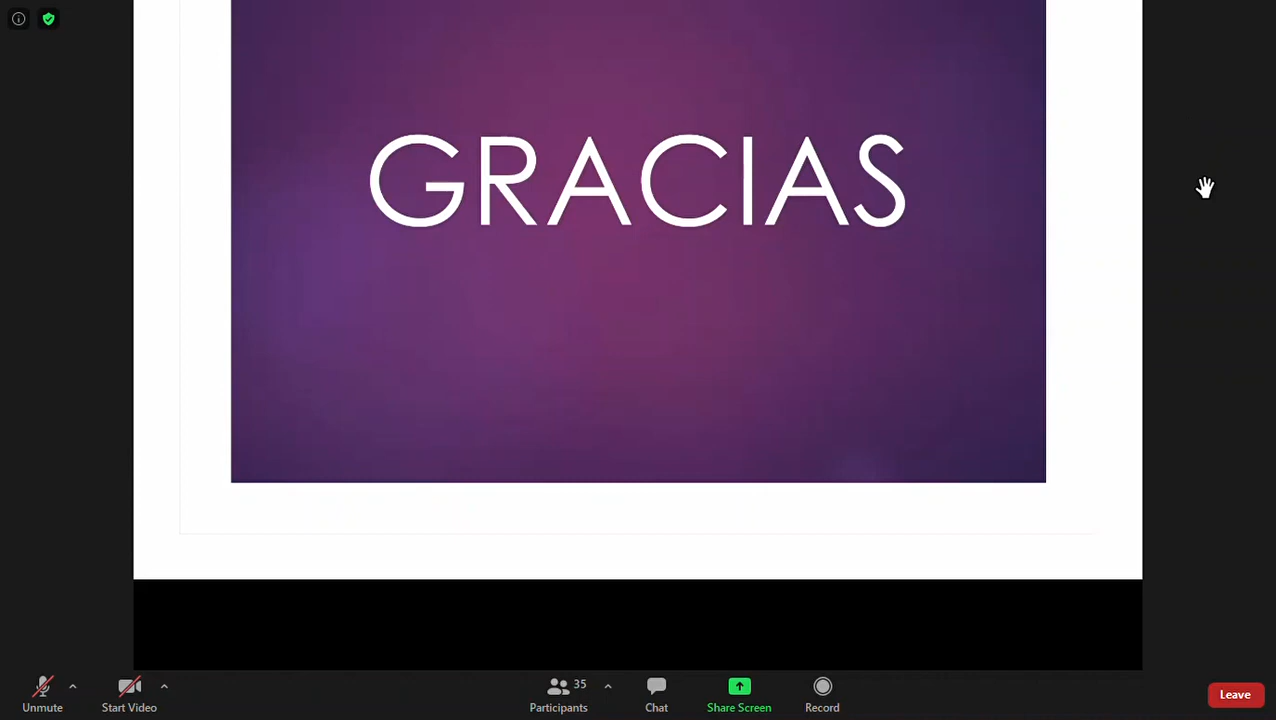 GRACIAS
35
Unmute
Start Video
Participants
Chat
Share Screen
Record
Leave